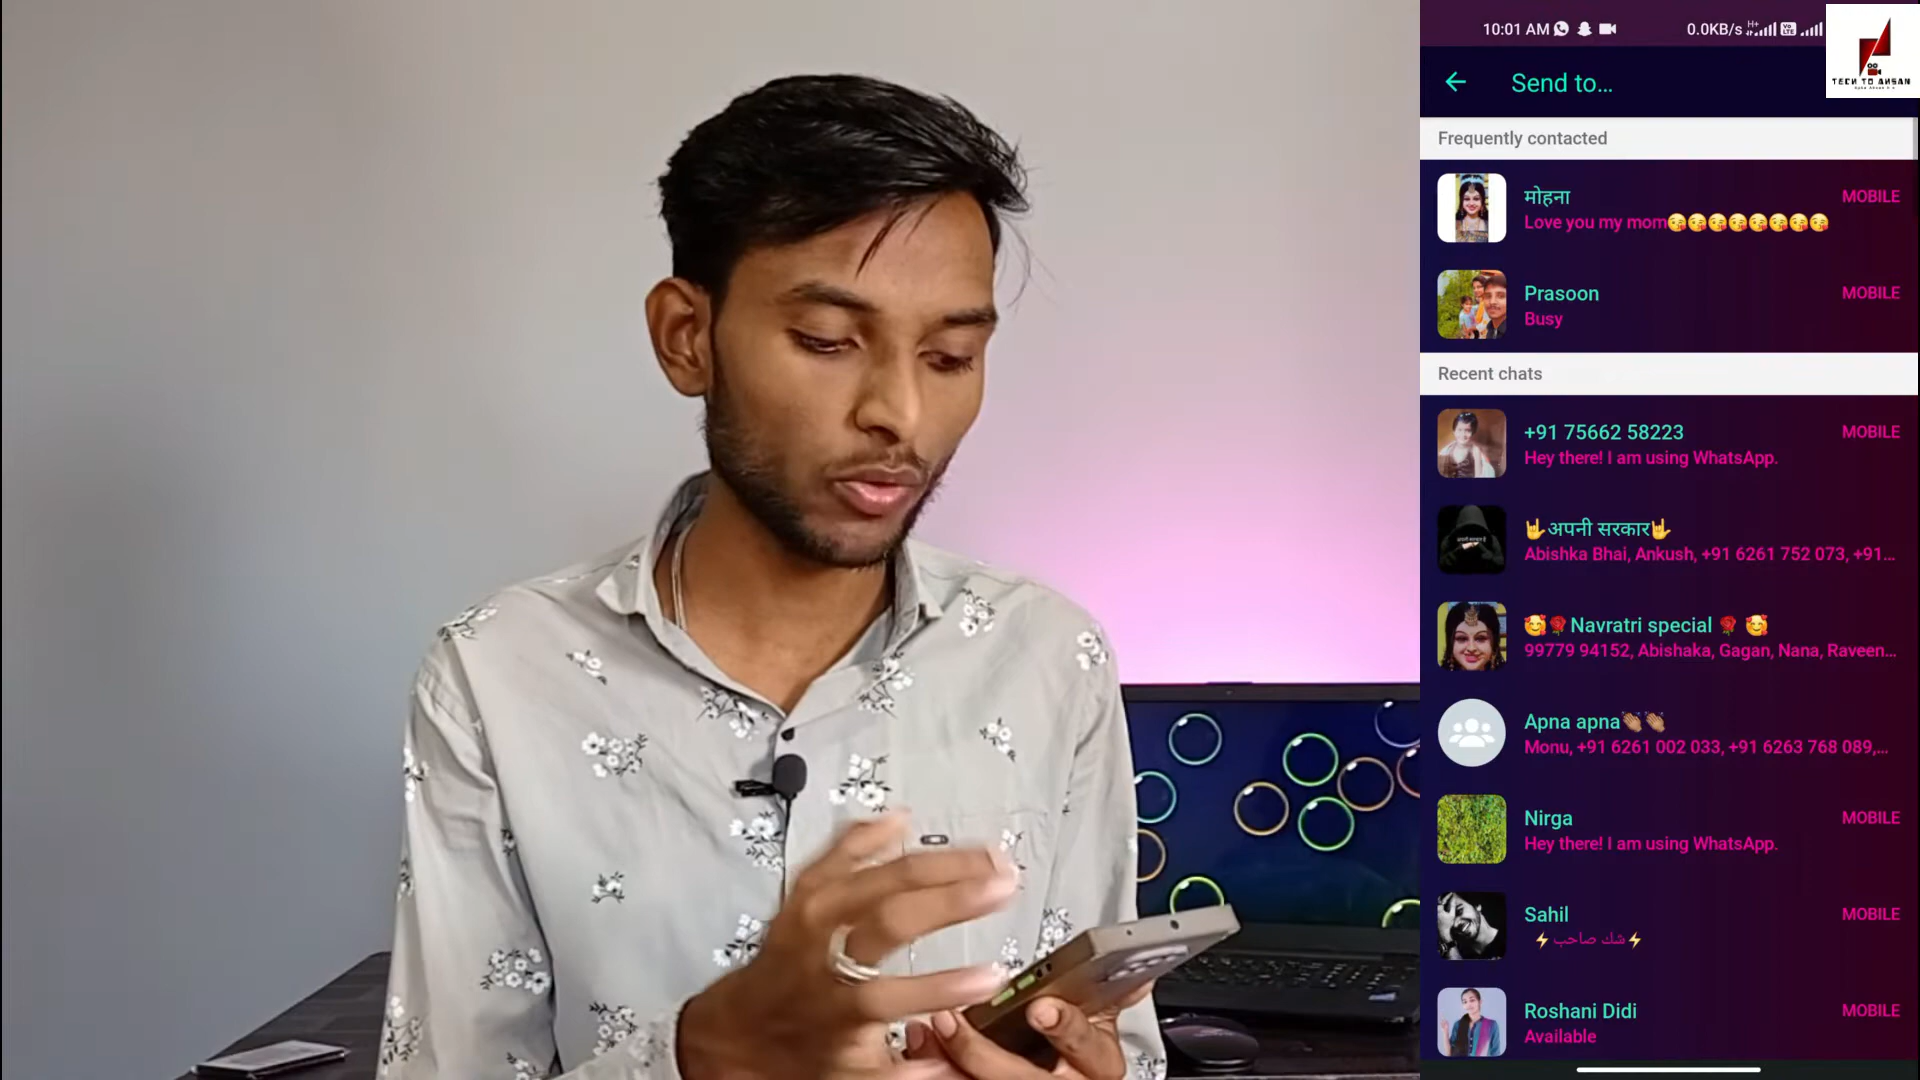 10:01 AM
0.0KB/s H+
Vo LTE
TECH TO AHSAN
Send to...
Frequently contacted
मोहना
MOBILE
Love you my mom😘😘😘😘😘😘😘😘
Prasoon
MOBILE
Busy
Recent chats
+91 75662 58223
MOBILE
Hey there! I am using WhatsApp.
🤟अपनी सरकार🤟
Abishka Bhai, Ankush, +91 6261 752 073, +91...
🥰🌹Navratri special 🌹 🥰
99779 94152, Abishaka, Gagan, Nana, Raveen...
Apna apna👏🏽👏🏽
Monu, +91 6261 002 033, +91 6263 768 089,...
Nirga
MOBILE
Hey there! I am using WhatsApp.
Sahil
MOBILE
⚡شك صاحب⚡
Roshani Didi
MOBILE
Available